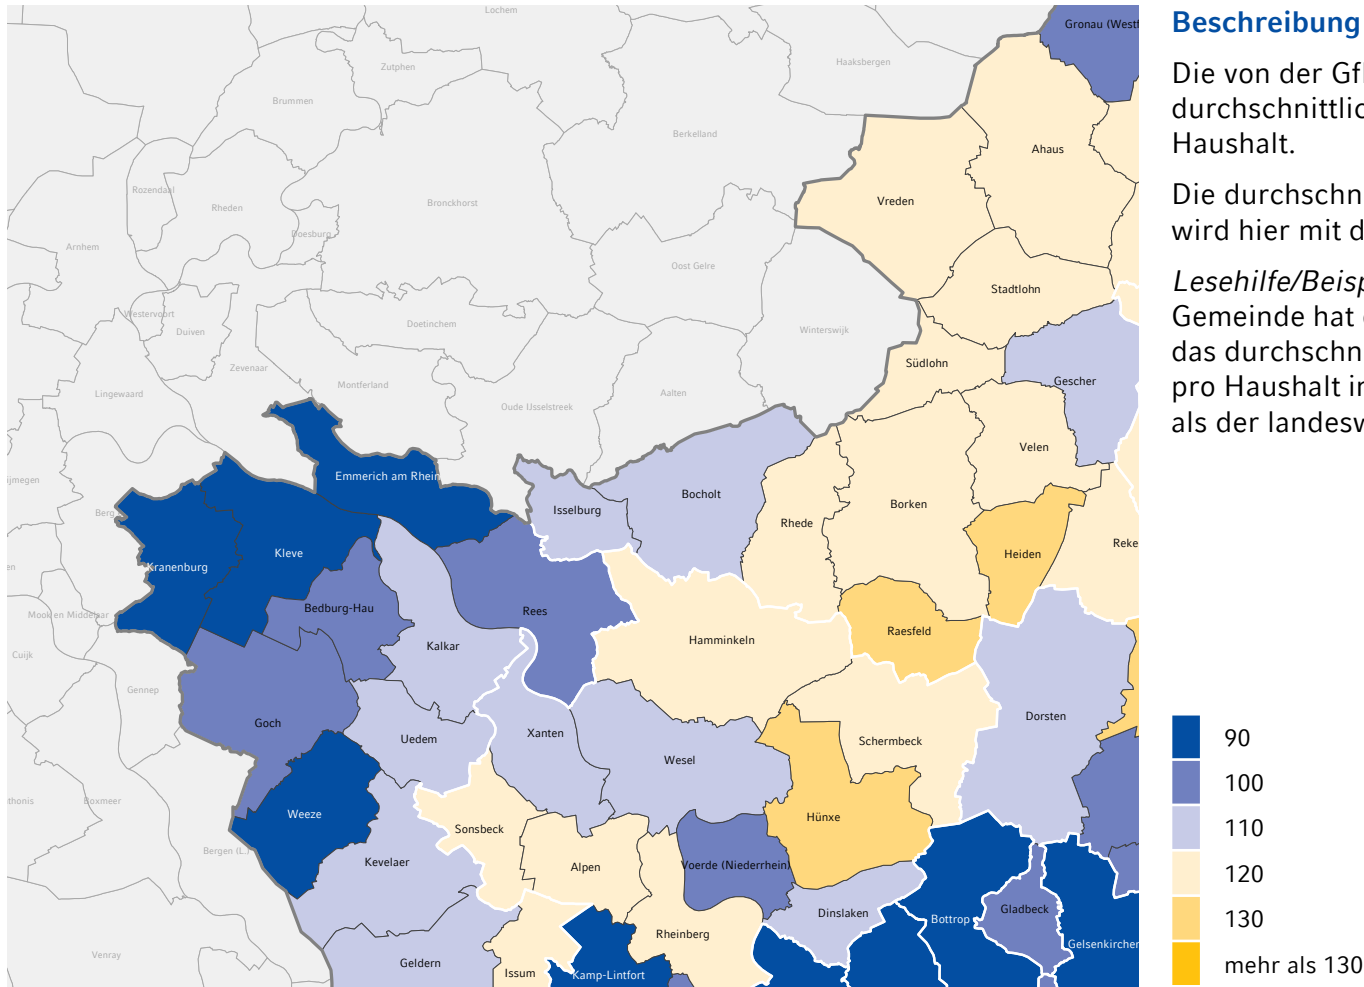 Lochem
Gronau (Westf
Zutphen
Haaksbergen
Brummen
Berkelland
Ahaus
Rozendaal
Vreden
Bronckhorst
Rheden
Doesburg
Arnhem
Oost Gelre
Stadtlohn
Westervoort
Duiven
Doetinchem
Winterswijk
Südlohn
Zevenaar
Gescher
Montferland
Lingewaard
Aalten
Oude IJsselstreek
Velen
Emmerich am Rhein
ijmegen
Bocholt
Borken
Isselburg
Berg
Rhede
Reke
Kleve
Heiden
Kranenburg
en
Bedburg-Hau
Rees
Mook en Middelaar
Raesfeld
Hamminkeln
Kalkar
Cuijk
Gennep
Dorsten
Goch
Xanten
Uedem
Schermbeck
Wesel
nthonis
Boxmeer
Weeze
Hünxe
Sonsbeck
Bergen (L.)
Kevelaer
Alpen
Voerde (Niederrhein)
Gladbeck
Dinslaken
Bottrop
Rheinberg
Gelsenkirchen
Venray
Geldern
Issum
Kamp-Lintfort
Beschreibung
Die von der Gf
durchschnittlic
Haushalt.
Die durchschn
wird hier mit d
Lesehilfe/Beisp
Gemeinde hat
das durchschn
pro Haushalt i
als der landesw
90
100
110
120
130
mehr als 130